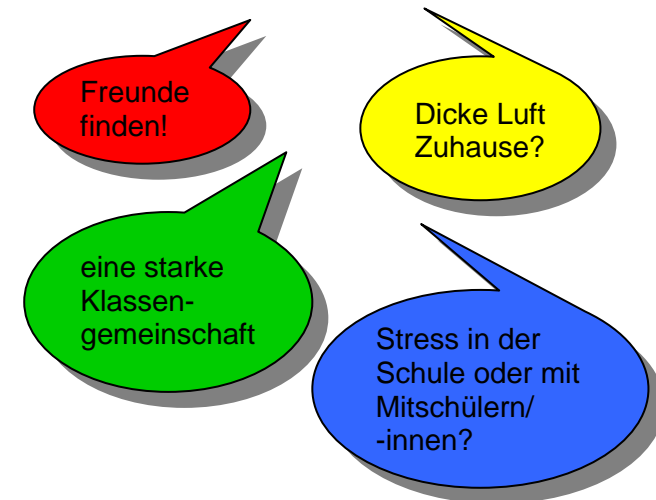 Freunde
finden!
Dicke Luft
Zuhause?
eine starke
Klassen-
gemeinschaft
Stress in der
Schule oder mit
Mitschülern/
-innen?